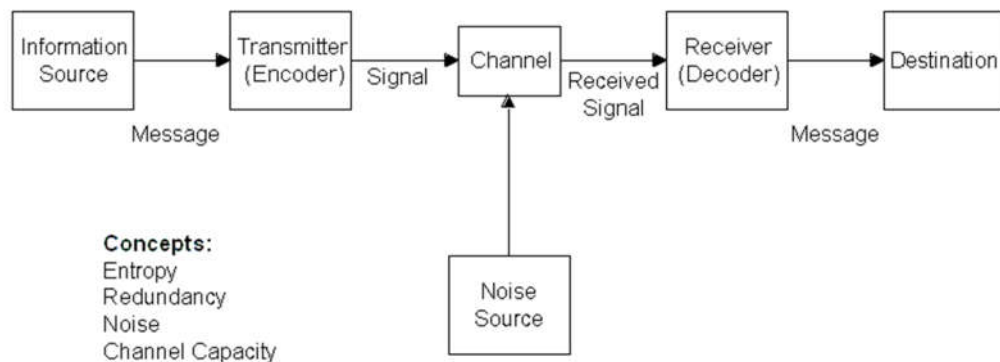 Information
Source
Message
Transmitter
(Encoder)
Signal
Channel
Received
Signal
Receiver
(Decoder)
Message
Destination
Noise
Source
Concepts:
Entropy
Redundancy
Noise
Channel Capacity